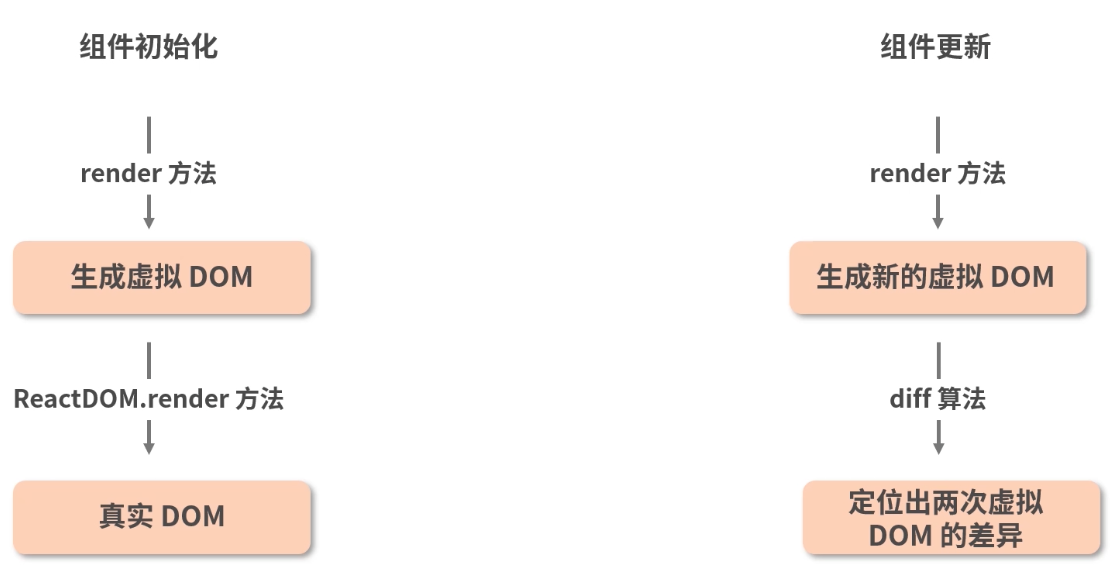 组件初始化
render 方法
生成虚拟 DOM
ReactDOM.render 方法
真实 DOM
组件更新
render 方法
生成新的虚拟 DOM
diff 算法
定位出两次虚拟
DOM 的差异